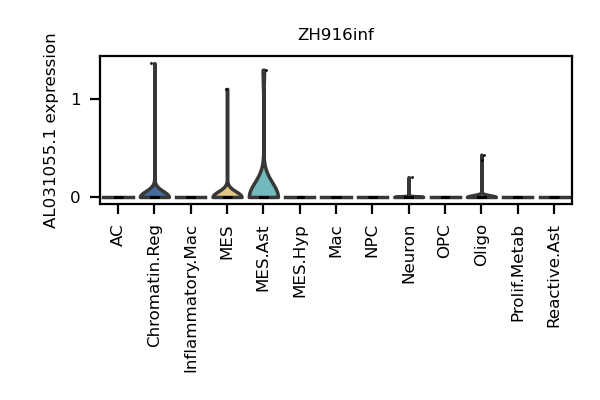 ZH916inf
AL031055.1 expression
1
0
AC
Chromatin.Reg
Inflammatory.Mac
MES
MES.Ast
MES.Hyp
Mac
NPC
Neuron
OPC
Oligo
Prolif.Metab
Reactive.Ast